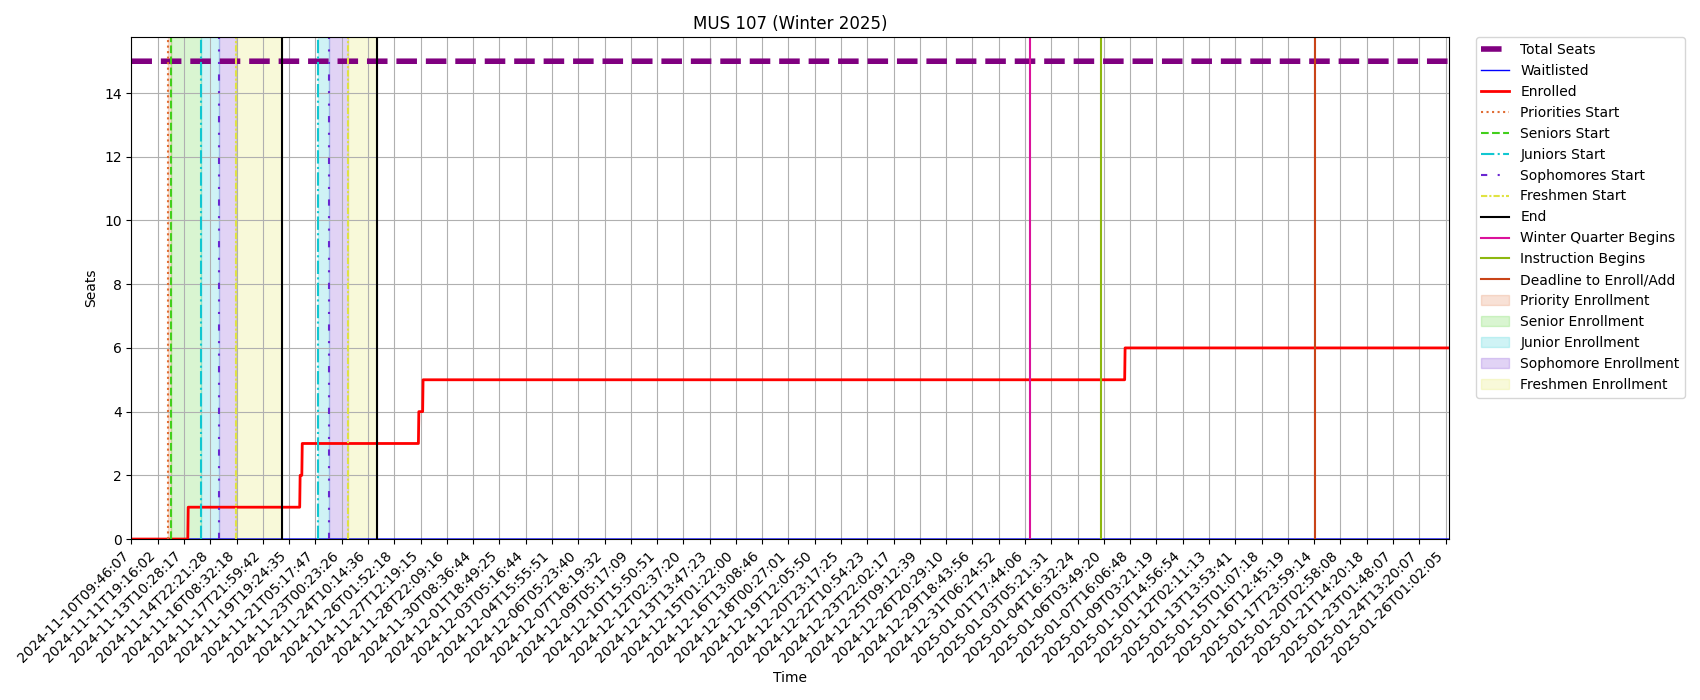 MUS 107 (Winter 2025)
Seats
14
12
10
8
6
4
2
0
2024-11-10T09:46:07
2024-11-11T19:16:02
2024-11-13T10:28:17
2024-11-14T22:21:28
2024-11-16T08:32:18
2024-11-17T21:59:42
2024-11-19T19:24:35
2024-11-21T05:17:47
2024-11-23T00:23:26
2024-11-24T10:14:36
2024-11-26T01:52:18
2024-11-27T12:19:15
2024-11-28T22:09:16
2024-11-30T08:36:44
2024-12-01T18:49:25
2024-12-03T05:16:44
2024-12-04T15:55:51
2024-12-06T05:23:40
2024-12-07T18:19:32
2024-12-09T05:17:09
2024-12-10T15:50:51
2024-12-12T02:37:20
2024-12-13T13:47:23
2024-12-15T01:22:00
2024-12-16T13:08:46
2024-12-18T00:27:01
2024-12-19T12:05:50
2024-12-20T23:17:25
2024-12-22T10:54:23
2024-12-23T22:02:17
2024-12-25T09:12:39
2024-12-26T20:29:10
2024-12-29T18:43:56
2024-12-31T06:24:52
2025-01-01T17:44:06
2025-01-03T05:21:31
2025-01-04T16:32:24
2025-01-06T03:49:20
2025-01-07T16:06:48
2025-01-09T03:21:19
2025-01-10T14:56:54
2025-01-12T02:11:13
2025-01-13T13:53:41
2025-01-15T01:07:18
2025-01-16T12:45:19
2025-01-17T23:59:14
2025-01-20T02:58:08
2025-01-21T14:20:18
2025-01-23T01:48:07
2025-01-24T13:20:07
2025-01-26T01:02:05
Time
Total Seats
Waitlisted
Enrolled
Priorities Start
Seniors Start
Juniors Start
Sophomores Start
Freshmen Start
End
Winter Quarter Begins
Instruction Begins
Deadline to Enroll/Add
Priority Enrollment
Senior Enrollment
Junior Enrollment
Sophomore Enrollment
Freshmen Enrollment